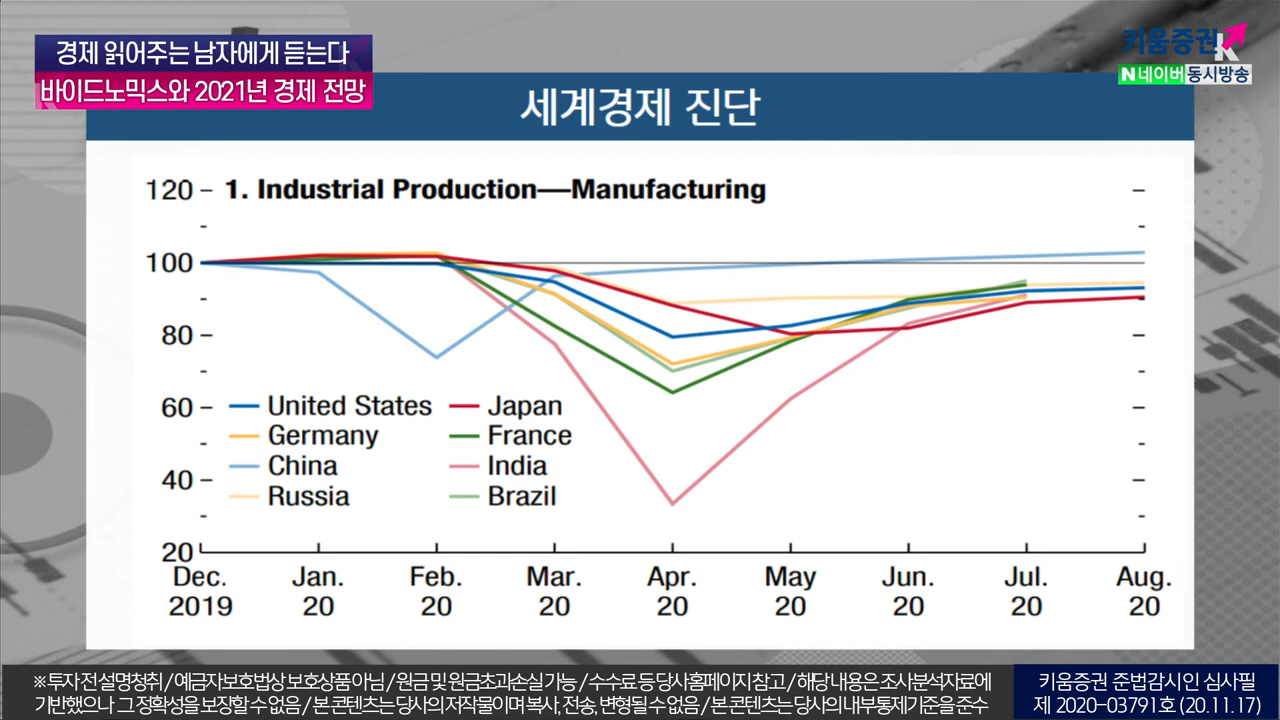 경제 읽어주는 남자에게 듣는다
바이드노믹스와 2021년 경제 전망
키움증권
N 네이버 동시방송
세계경제 진단
1. Industrial Production—Manufacturing
120
100
80
60
40
20
United States
Japan
Germany
France
China
India
Russia
Brazil
Dec. Jan. Feb. Mar. Apr. May Jun. Jul. Aug.
2019 20 20 20 20 20 20 20 20
※ 투자 전 설명청취 / 예금자보호법상 보호상품 아님 / 원금 및 원금초과손실 가능 / 수수료 등 당사홈페이지 참고 / 해당 내용은 조사분석자료에
기반했으나 그 정확성을 보장할 수 없음 / 본 콘텐츠는 당사의 저작물이며 복사, 전송, 변형될 수 없음 / 본 콘텐츠는 당사의 내부통제기준을 준수
키움증권 준법감시인 심사필
제 2020-03791호 (20.11.17)